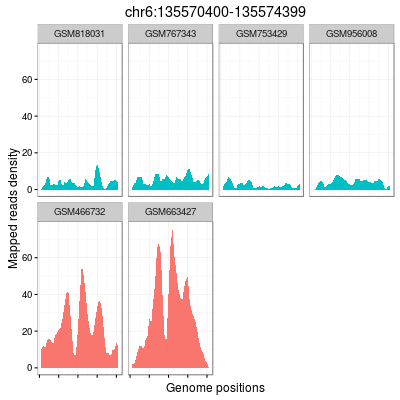 chr6:135570400-135574399
GSM818031 GSM767343 GSM753429 GSM956008
60
40
20
0
GSM466732 GSM663427
60
40
20
0
Mapped reads density
Genome positions